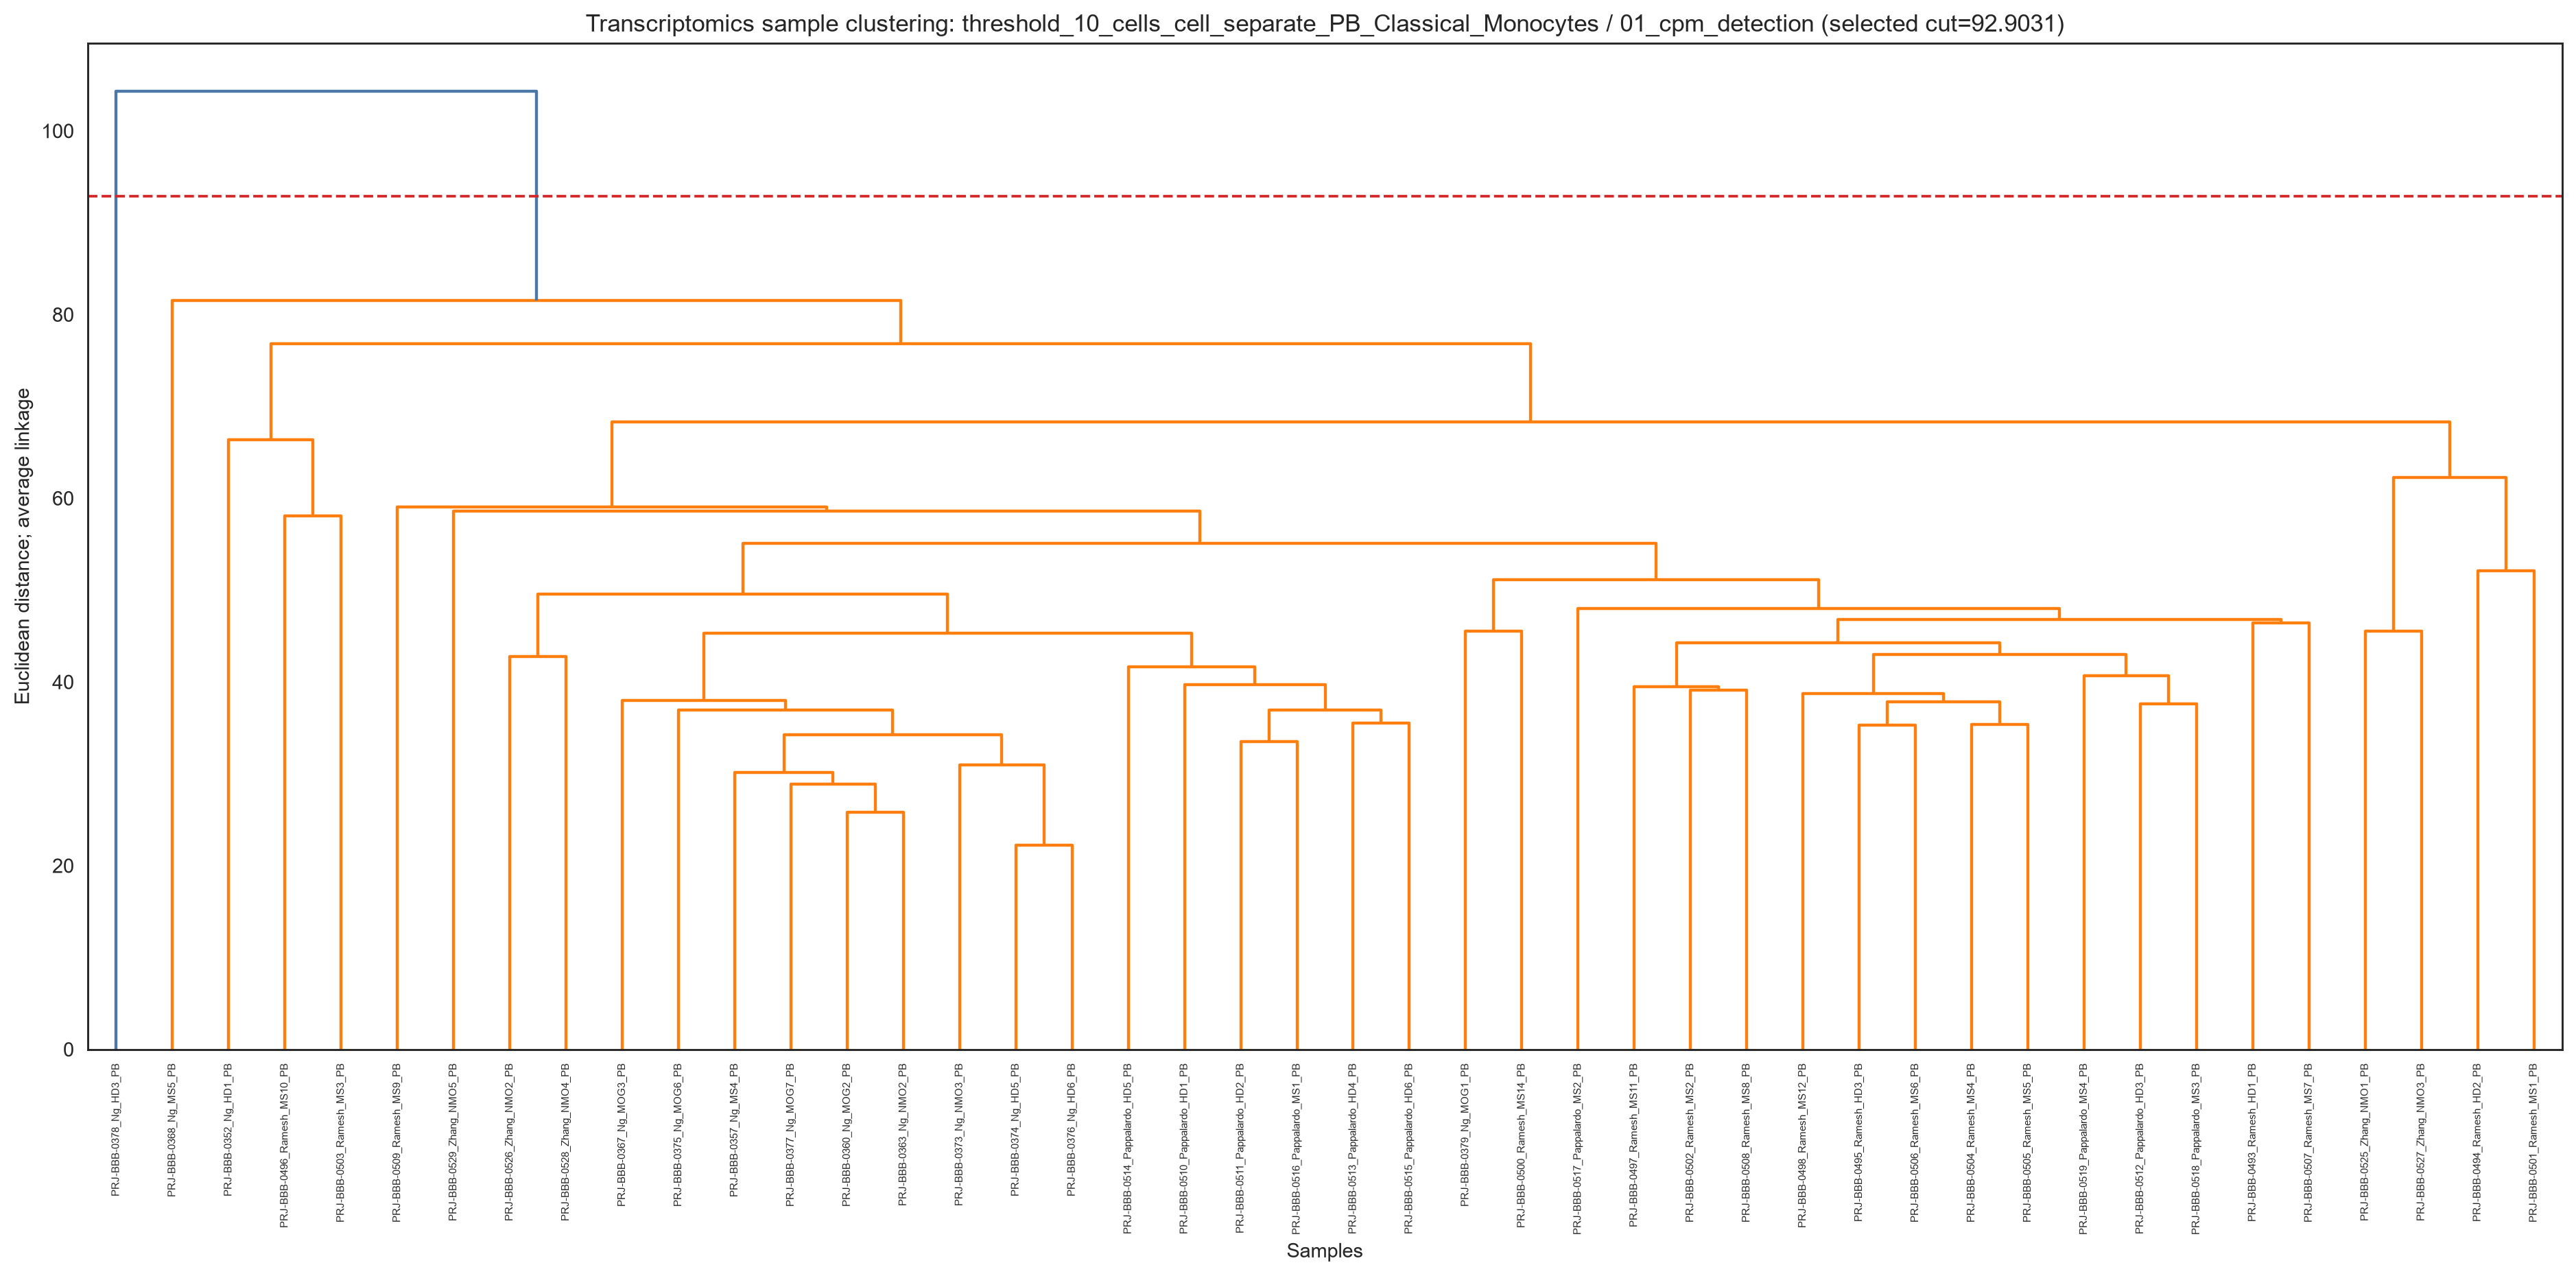 Transcriptomics sample clustering: threshold_10_cells_cell_separate_PB_Classical_Monocytes / 01_cpm_detection (selected cut=92.9031)
Euclidean distance; average linkage
100
80
60
40
20
0
PRJ-BBB-0378_Ng_HD3_PB
PRJ-BBB-0368_Ng_MS5_PB
PRJ-BBB-0352_Ng_HD1_PB
PRJ-BBB-0496_Ramesh_MS10_PB
PRJ-BBB-0503_Ramesh_MS3_PB
PRJ-BBB-0509_Ramesh_MS9_PB
PRJ-BBB-0529_Zhang_NMO5_PB
PRJ-BBB-0526_Zhang_NMO2_PB
PRJ-BBB-0528_Zhang_NMO4_PB
PRJ-BBB-0367_Ng_MOG3_PB
PRJ-BBB-0375_Ng_MOG6_PB
PRJ-BBB-0357_Ng_MS4_PB
PRJ-BBB-0377_Ng_MOG7_PB
PRJ-BBB-0360_Ng_MOG2_PB
PRJ-BBB-0363_Ng_NMO2_PB
PRJ-BBB-0373_Ng_NMO3_PB
PRJ-BBB-0374_Ng_HD5_PB
PRJ-BBB-0376_Ng_HD6_PB
PRJ-BBB-0514_Pappalardo_HD5_PB
PRJ-BBB-0510_Pappalardo_HD1_PB
PRJ-BBB-0511_Pappalardo_HD2_PB
PRJ-BBB-0516_Pappalardo_MS1_PB
PRJ-BBB-0513_Pappalardo_HD4_PB
PRJ-BBB-0515_Pappalardo_HD6_PB
PRJ-BBB-0379_Ng_MOG1_PB
PRJ-BBB-0500_Ramesh_MS14_PB
PRJ-BBB-0517_Pappalardo_MS2_PB
PRJ-BBB-0497_Ramesh_MS11_PB
PRJ-BBB-0502_Ramesh_MS2_PB
PRJ-BBB-0508_Ramesh_MS8_PB
PRJ-BBB-0498_Ramesh_MS12_PB
PRJ-BBB-0495_Ramesh_HD3_PB
PRJ-BBB-0506_Ramesh_MS6_PB
PRJ-BBB-0504_Ramesh_MS4_PB
PRJ-BBB-0505_Ramesh_MS5_PB
PRJ-BBB-0519_Pappalardo_MS4_PB
PRJ-BBB-0512_Pappalardo_HD3_PB
PRJ-BBB-0518_Pappalardo_MS3_PB
PRJ-BBB-0493_Ramesh_HD1_PB
PRJ-BBB-0507_Ramesh_MS7_PB
PRJ-BBB-0525_Zhang_NMO1_PB
PRJ-BBB-0527_Zhang_NMO3_PB
PRJ-BBB-0494_Ramesh_HD2_PB
PRJ-BBB-0501_Ramesh_MS1_PB
Samples